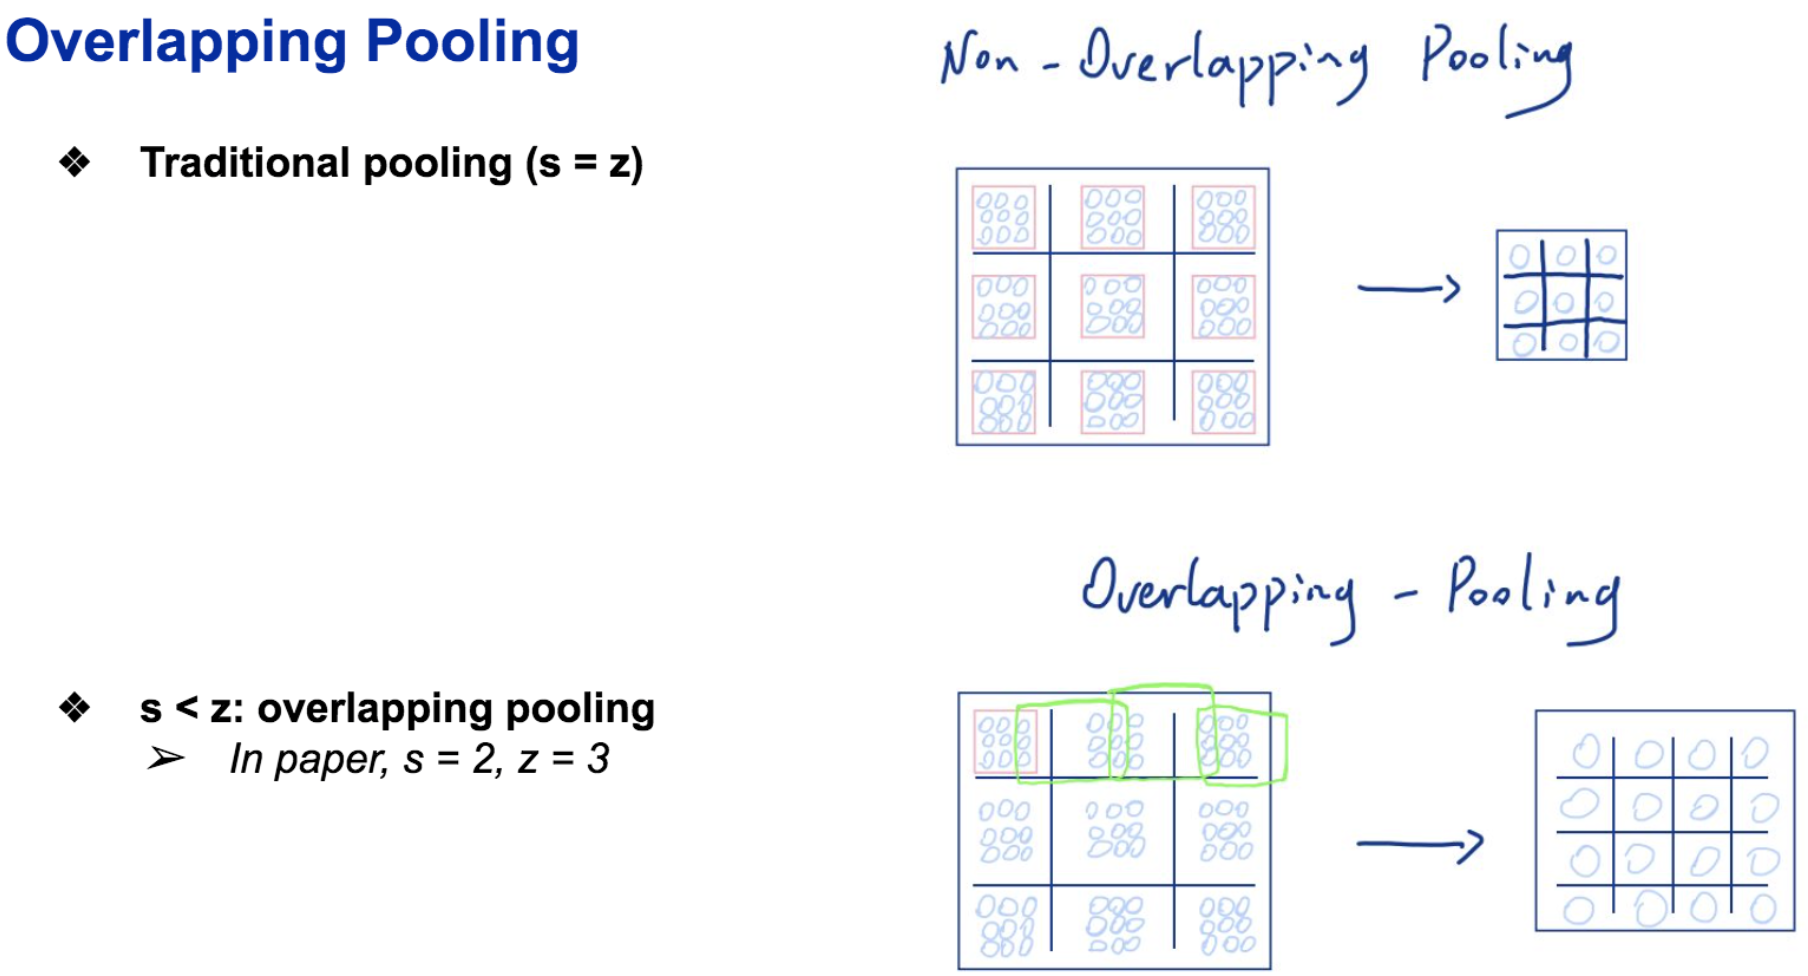 Overlapping Pooling
Non-Overlapping Pooling
❖ Traditional pooling (s = z)
Overlapping-Pooling
❖ s < z: overlapping pooling
➢ In paper, s = 2, z = 3